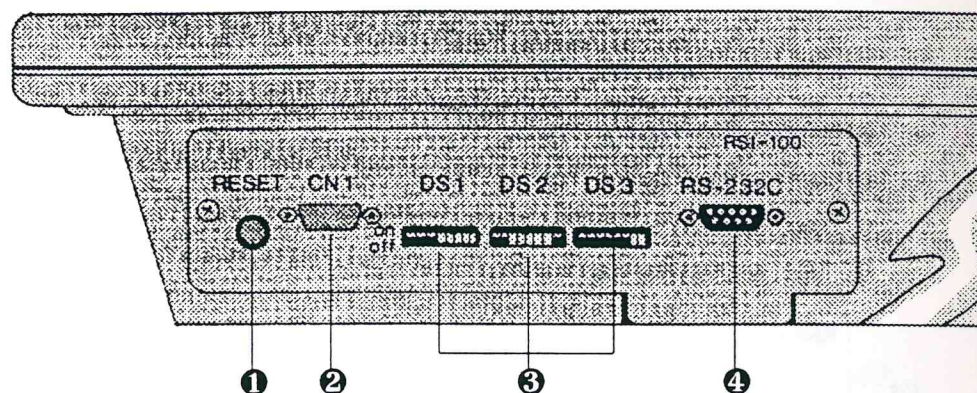 RSI-100
RESET CN1 DS1 DS2 DS3 RS-232C
on
off
1 2 3 4